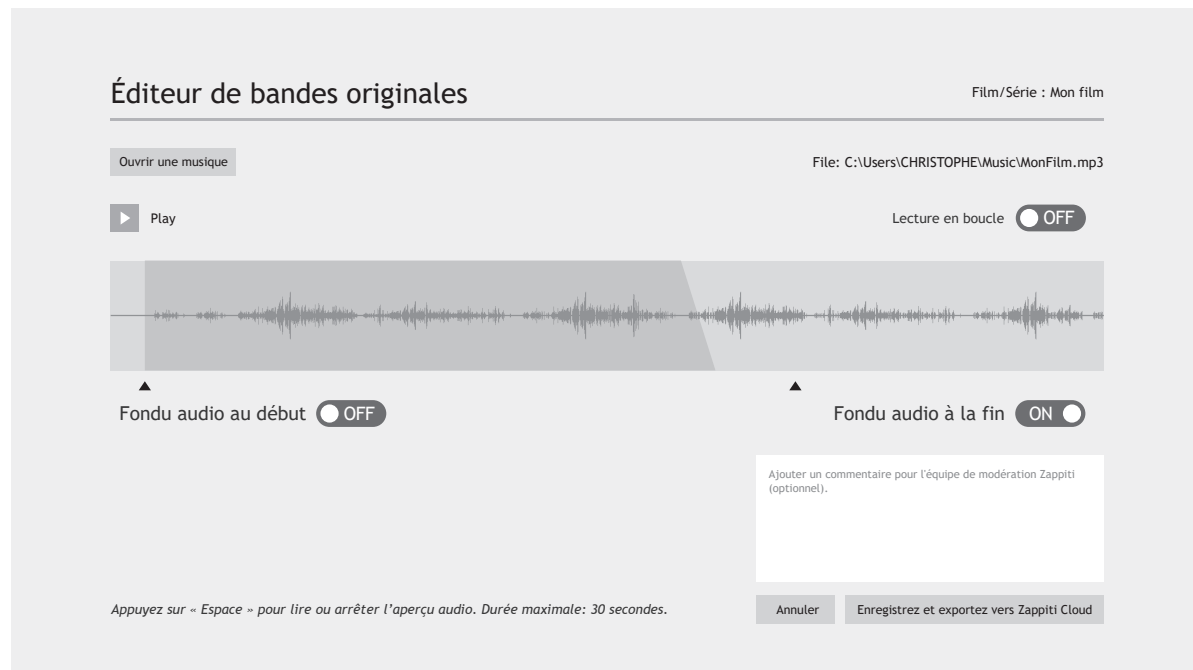 Éditeur de bandes originales
Film/Série : Mon film
Ouvrir une musique
File: C:\Users\CHRISTOPHE\Music\MonFilm.mp3
Play
Lecture en boucle
OFF
Fondu audio au début
OFF
Fondu audio à la fin
ON
Ajouter un commentaire pour l'équipe de modération Zappiti
(optionnel).
Appuyez sur « Espace » pour lire ou arrêter l’aperçu audio. Durée maximale: 30 secondes.
Annuler
Enregistrez et exportez vers Zappiti Cloud